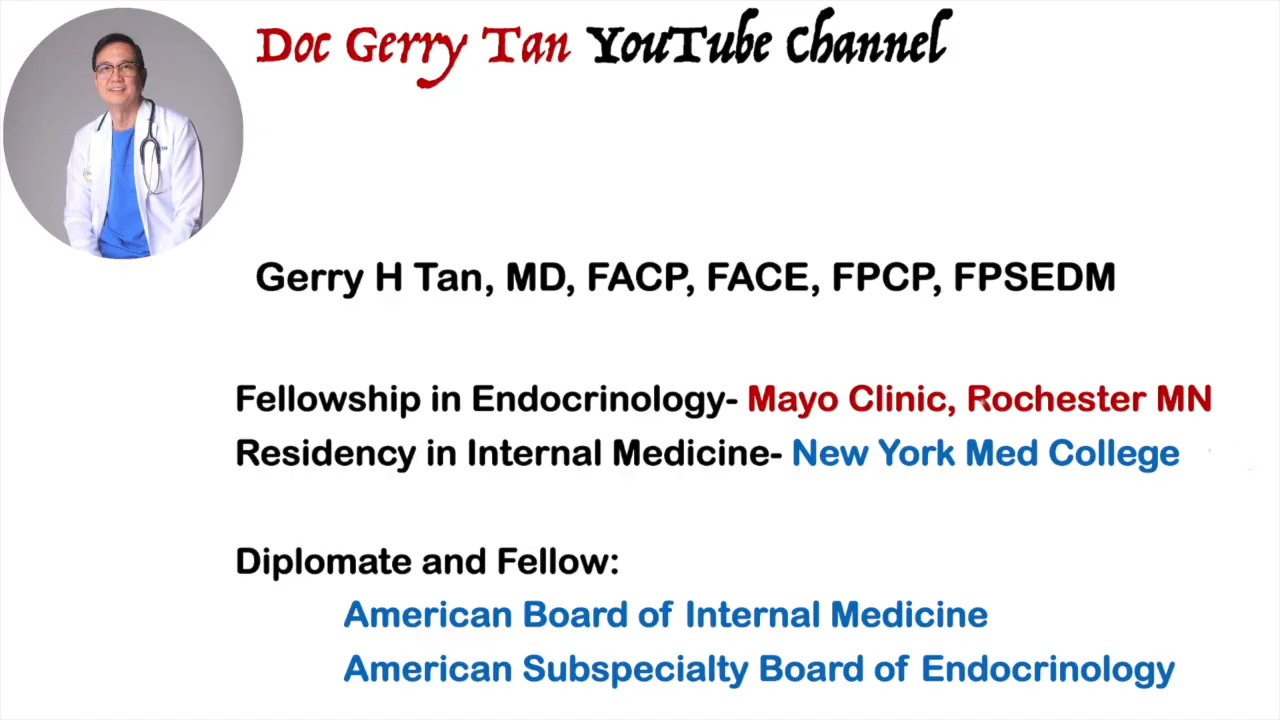 Doc Gerry Tan YouTube Channel
Gerry H Tan, MD, FACP, FACE, FPCP, FPSEDM
Fellowship in Endocrinology- Mayo Clinic, Rochester MN
Residency in Internal Medicine- New York Med College
Diplomate and Fellow:
American Board of Internal Medicine
American Subspecialty Board of Endocrinology